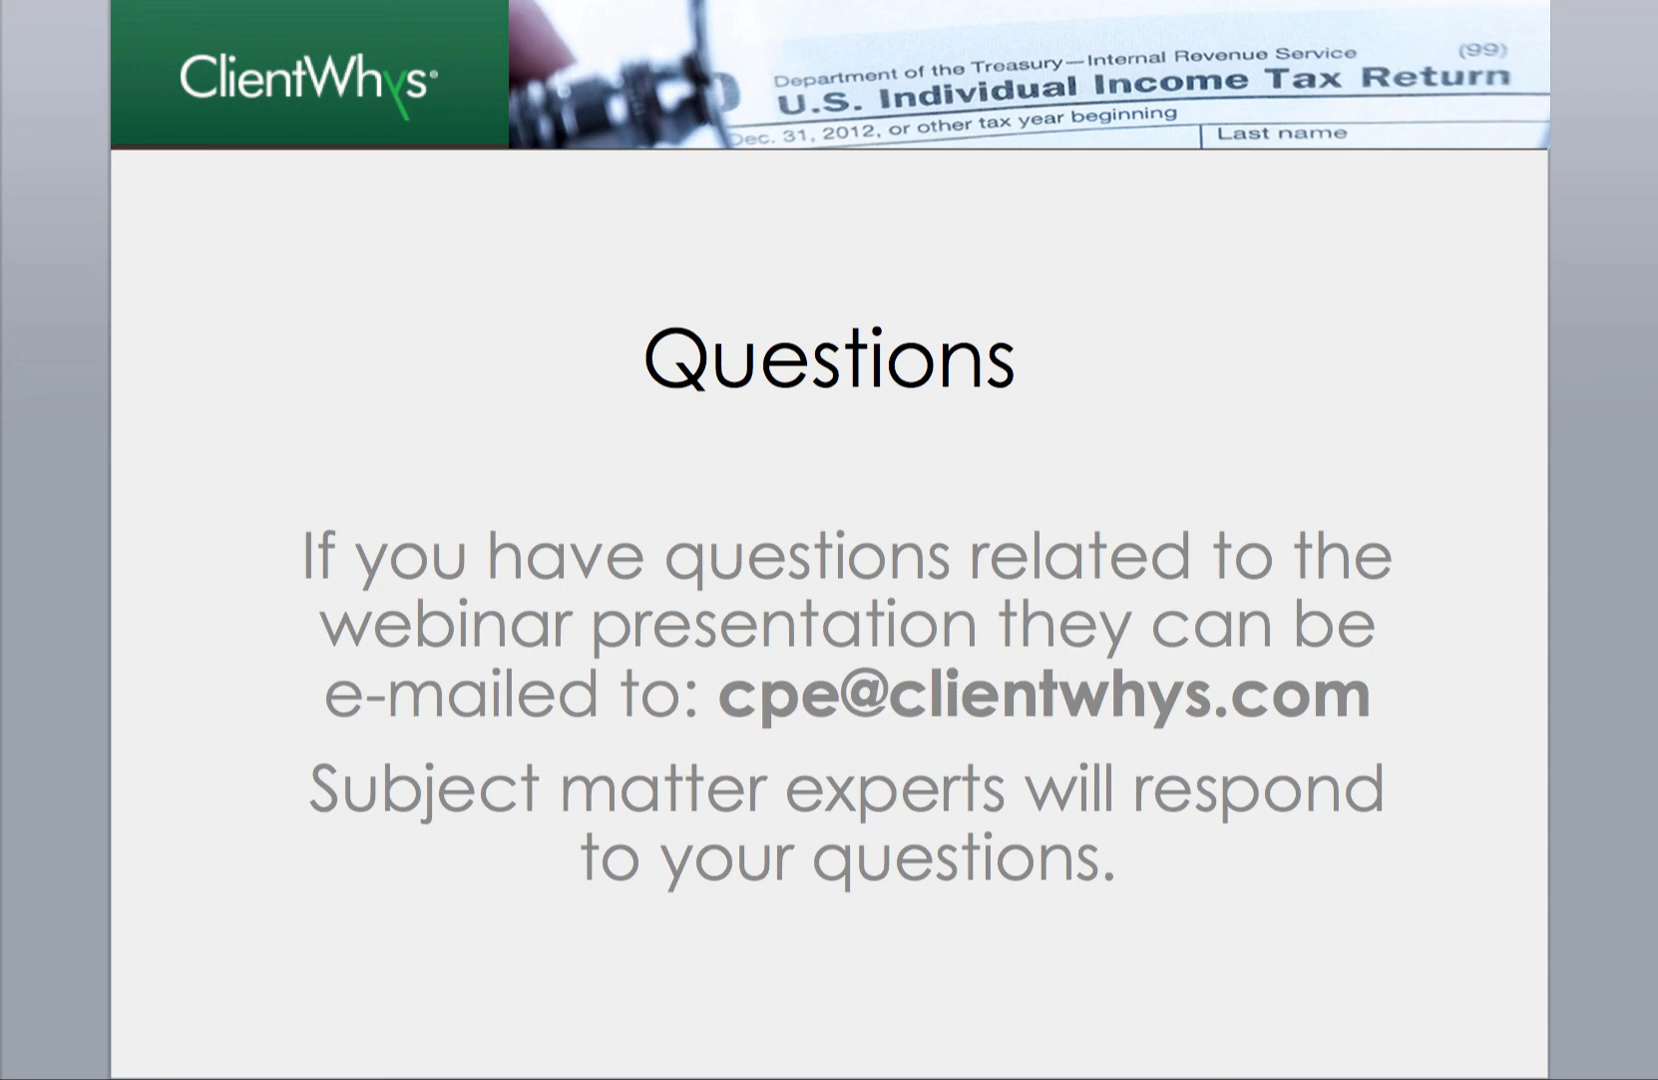 ClientWhys®
Department of the Treasury—Internal Revenue Service
(99)
U.S. Individual Income Tax Return
Dec. 31, 2012, or other tax year beginning
Last name
Questions
If you have questions related to the
webinar presentation they can be
e-mailed to: cpe@clientwhys.com
Subject matter experts will respond
to your questions.